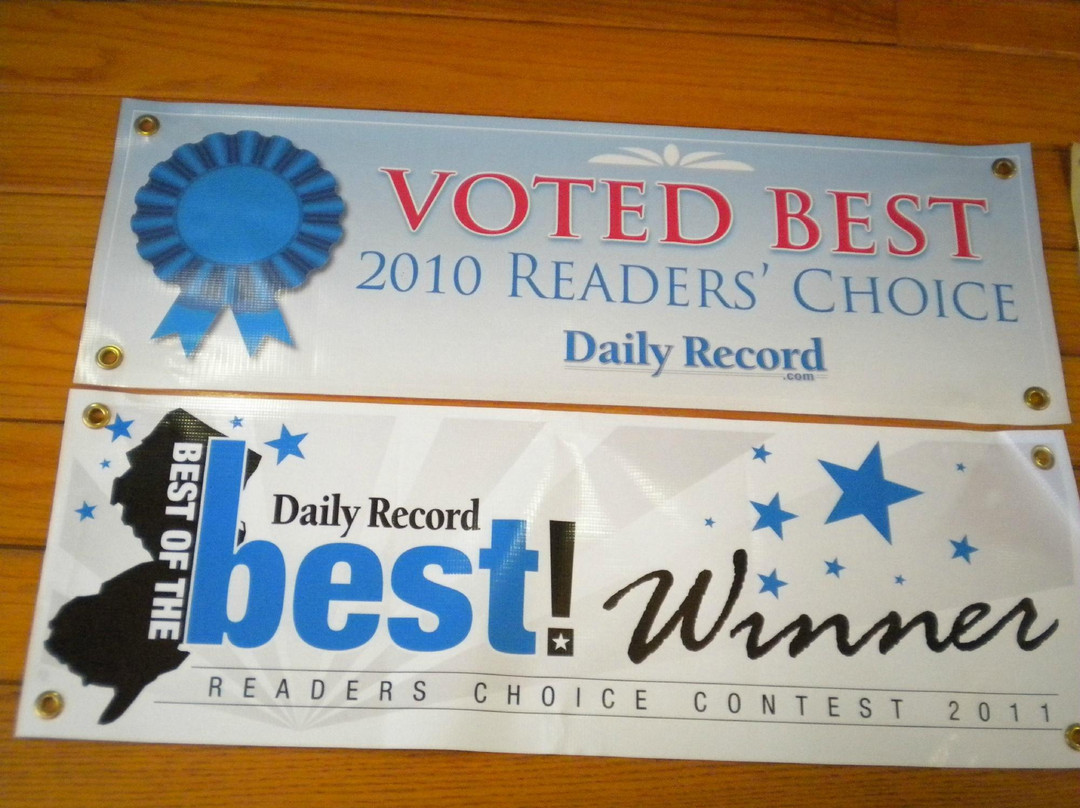 VOTED BEST
2010 READERS' CHOICE
Daily Record
.com
BEST OF THE
Daily Record
best!
Winner
READERS CHOICE CONTEST 2011